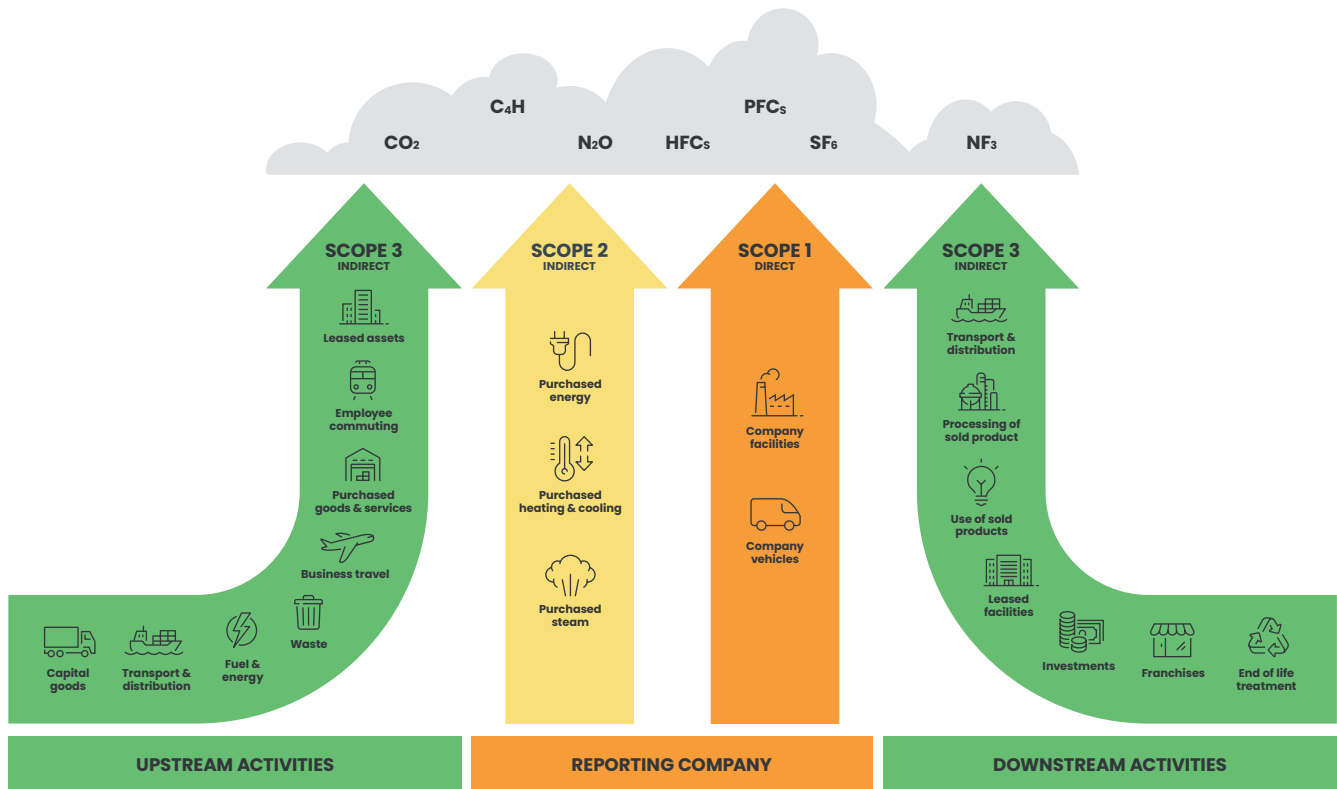 C₄H
PFCs
CO₂
N₂O
HFCs
SF₆
NF₃
SCOPE 3
INDIRECT
Leased assets
Employee
commuting
Purchased
goods & services
Business travel
Waste
Fuel &
energy
Transport &
distribution
Capital
goods
SCOPE 2
INDIRECT
Purchased
energy
Purchased
heating & cooling
Purchased
steam
SCOPE 1
DIRECT
Company
facilities
Company
vehicles
SCOPE 3
INDIRECT
Transport &
distribution
Processing of
sold product
Use of sold
products
Leased
facilities
Investments
Franchises
End of life
treatment
UPSTREAM ACTIVITIES
REPORTING COMPANY
DOWNSTREAM ACTIVITIES